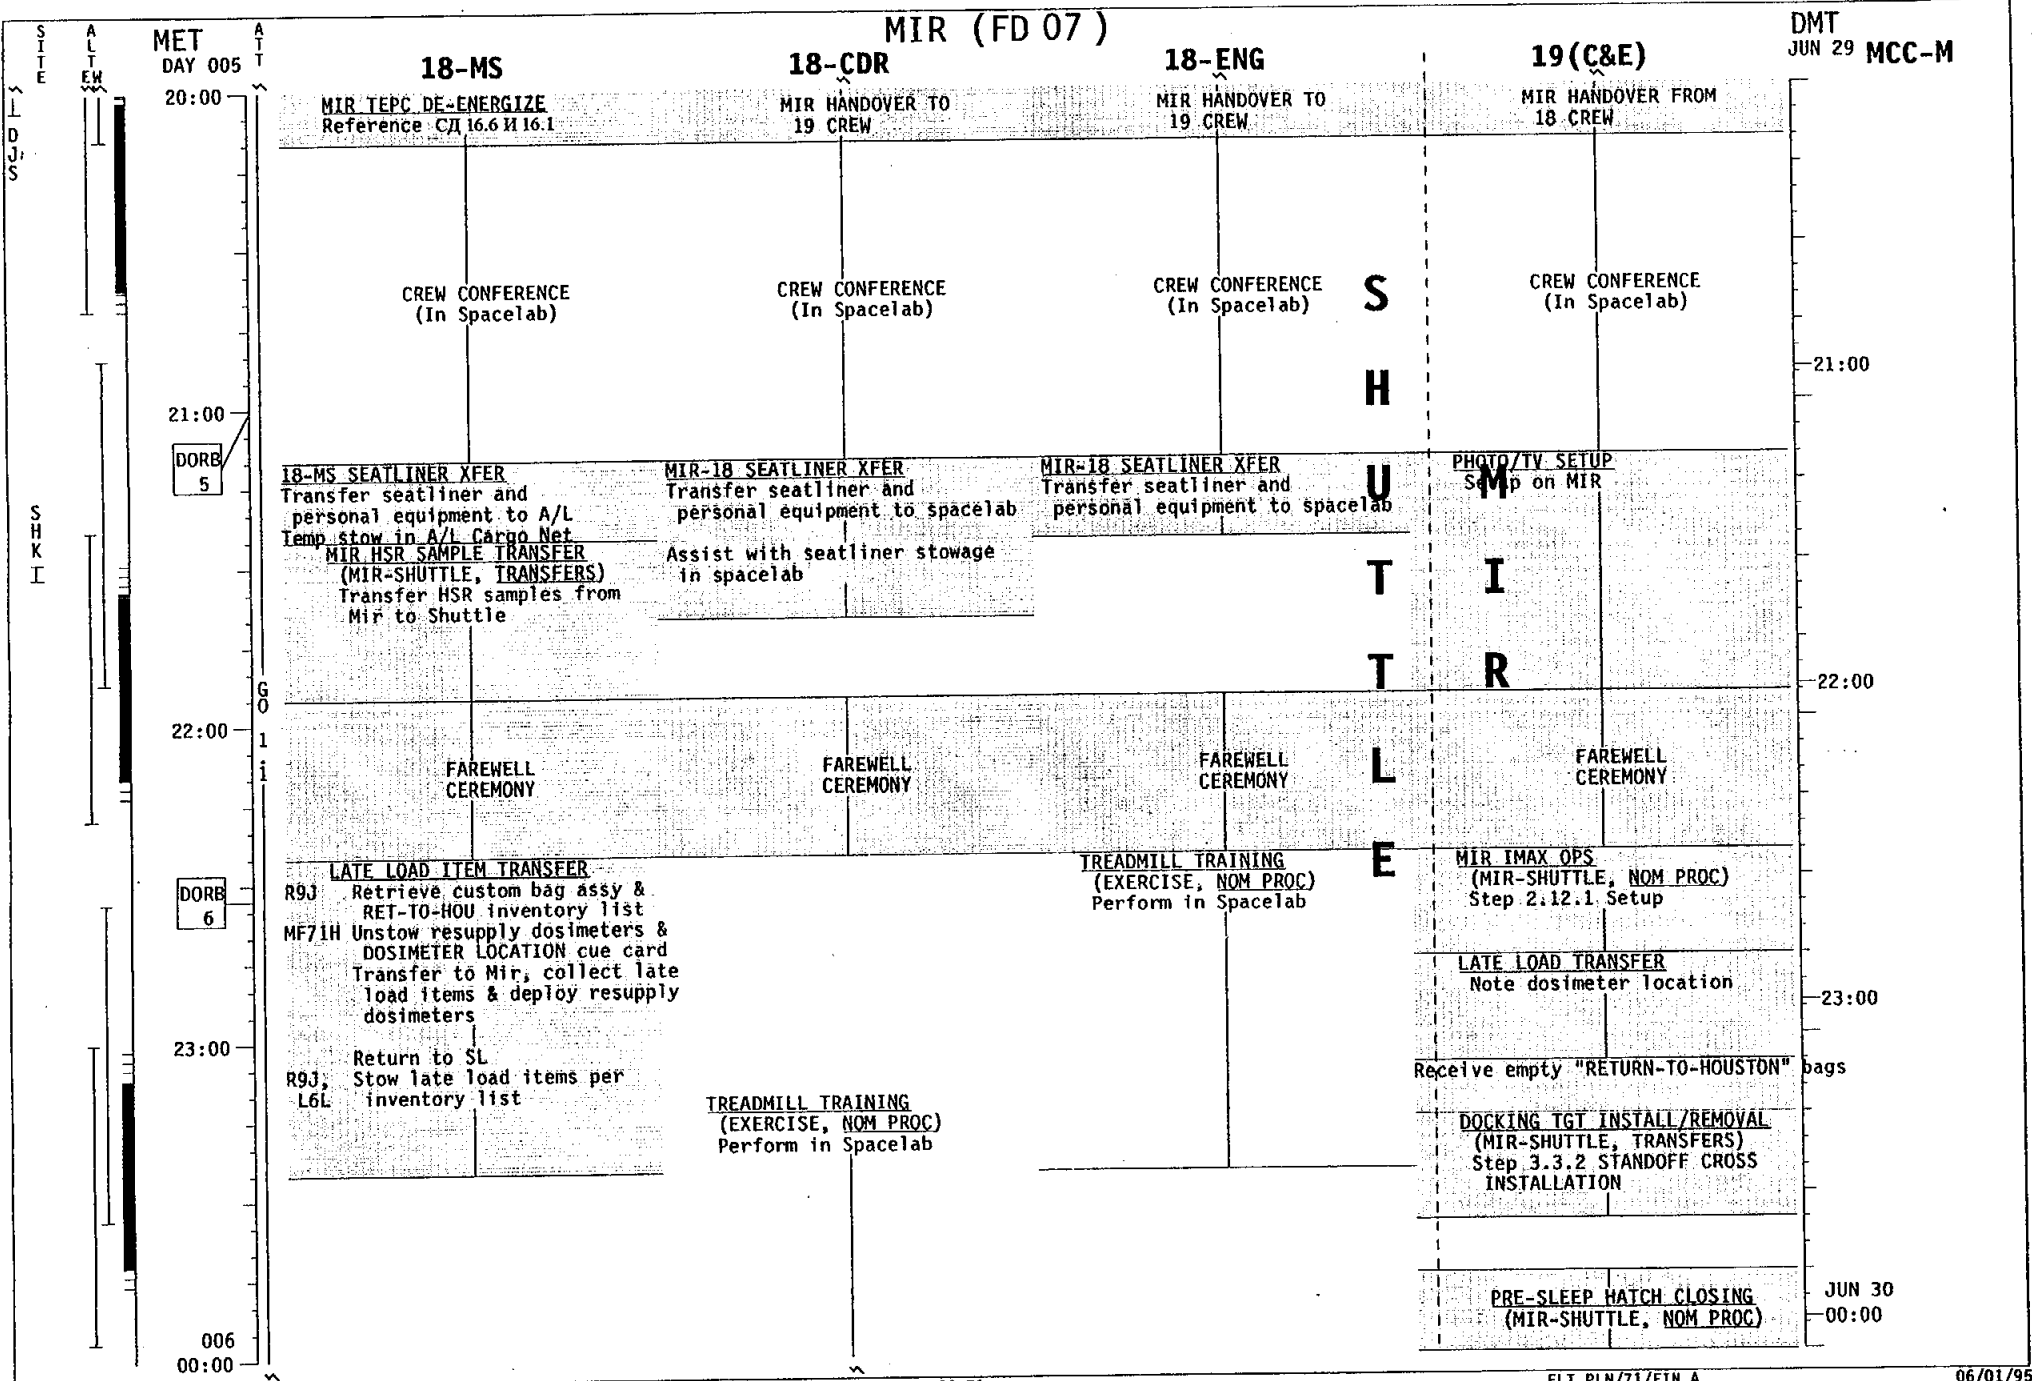 MIR (FD 07)
SITE
ALT
EW
MET
DAY 005
ATT
18-MS
18-CDR
18-ENG
19(C&E)
DMT
JUN 29
MCC-M
20:00
MIR TEPC DE-ENERGIZE
Reference СД 16.6 И 16.1
MIR HANDOVER TO
19 CREW
MIR HANDOVER TO
19 CREW
MIR HANDOVER FROM
18 CREW
DJS
CREW CONFERENCE
(In Spacelab)
CREW CONFERENCE
(In Spacelab)
CREW CONFERENCE
(In Spacelab)
CREW CONFERENCE
(In Spacelab)
SHUTTLE
MIR
21:00
21:00
DORB
5
18-MS SEATLINER XFER
Transfer seatliner and
personal equipment to A/L
Temp stow in A/L Cargo Net
MIR HSR SAMPLE TRANSFER
(MIR-SHUTTLE, TRANSFERS)
Transfer HSR samples from
Mir to Shuttle
MIR-18 SEATLINER XFER
Transfer seatliner and
personal equipment to spacelab
Assist with seatliner stowage
in spacelab
MIR-18 SEATLINER XFER
Transfer seatliner and
personal equipment to spacelab
PHOTO/TV SETUP
Setup on MIR
SHK
GO
11
22:00
22:00
FAREWELL
CEREMONY
FAREWELL
CEREMONY
FAREWELL
CEREMONY
FAREWELL
CEREMONY
DORB
6
LATE LOAD ITEM TRANSFER
R9J Retrieve custom bag assy &
RET-TO-HOU inventory list
MF71H Unstow resupply dosimeters &
DOSIMETER LOCATION cue card
Transfer to Mir, collect late
load items & deploy resupply
dosimeters
Return to SL
R9J, Stow late load items per
L6L inventory list
TREADMILL TRAINING
(EXERCISE, NOM PROC)
Perform in Spacelab
TREADMILL TRAINING
(EXERCISE, NOM PROC)
Perform in Spacelab
MIR IMAX OPS
(MIR-SHUTTLE, NOM PROC)
Step 2.12.1 Setup
LATE LOAD TRANSFER
Note dosimeter location
23:00
23:00
Receive empty "RETURN-TO-HOUSTON" bags
DOCKING TGT INSTALL/REMOVAL
(MIR-SHUTTLE, TRANSFERS)
Step 3.3.2 STANDOFF CROSS
INSTALLATION
PRE-SLEEP HATCH CLOSING
(MIR-SHUTTLE, NOM PROC)
JUN 30
00:00
006
00:00
FLT PLN/71/FIN A
06/01/95